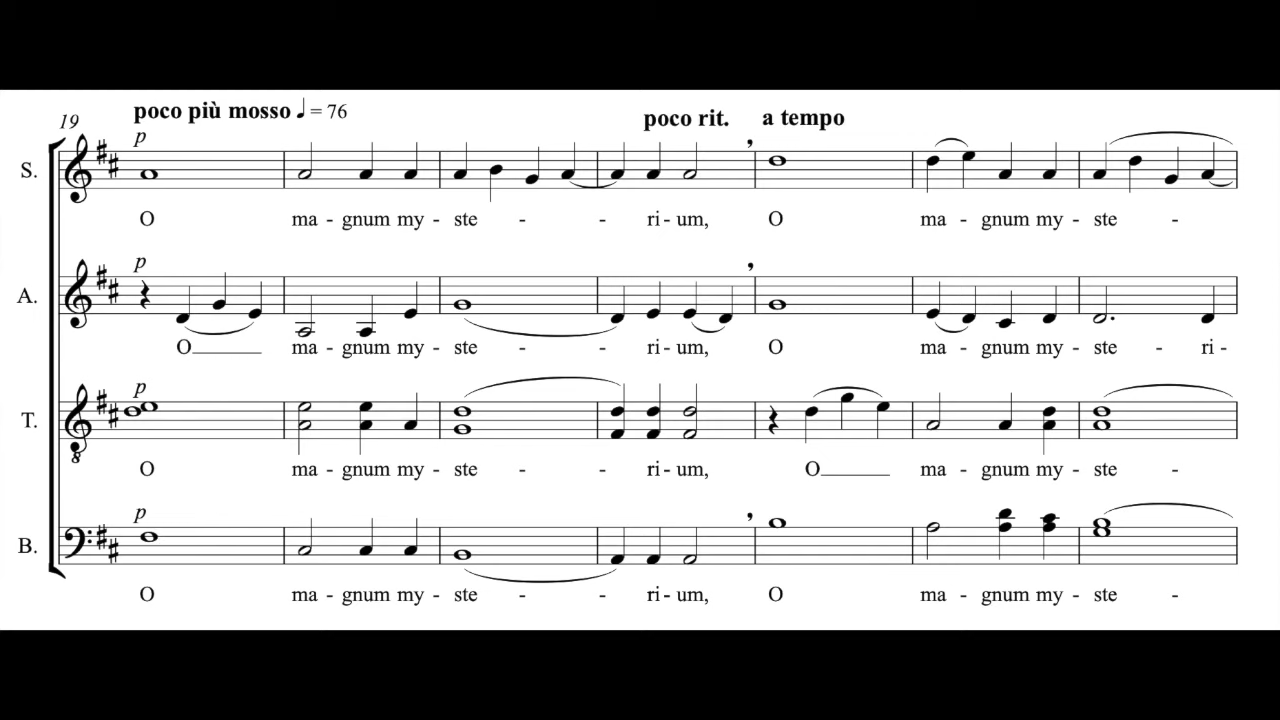 poco più mosso ♩ = 76
poco rit. a tempo
19
p
S.
O ma - gnum my - ste - - ri - um, O ma - gnum my - ste -
p
A.
O ma - gnum my - ste - - ri - um, O ma - gnum my - ste - ri -
p
T.
8
O ma - gnum my - ste - - ri - um, O ma - gnum my - ste -
p
B.
O ma - gnum my - ste - - ri - um, O ma - gnum my - ste -